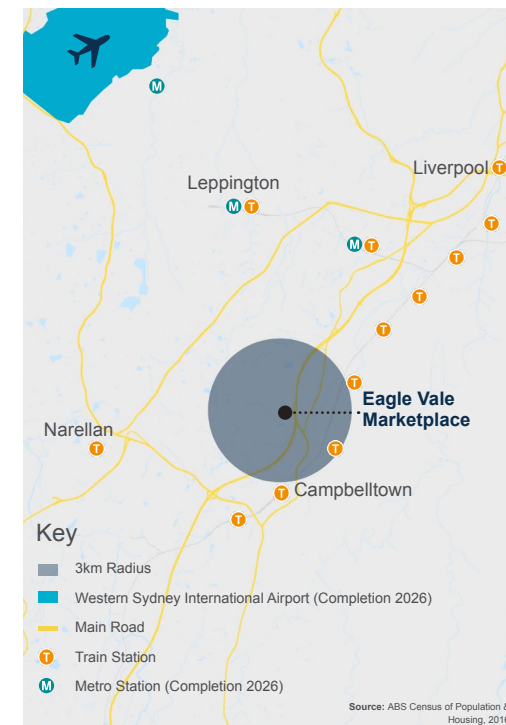 M
Liverpool T
Leppington
M T
T
M T
T
T
T
T
Eagle Vale
Marketplace
Narellan
T
T
T Campbelltown
T
Key
3km Radius
Western Sydney International Airport (Completion 2026)
Main Road
T Train Station
M Metro Station (Completion 2026)
Source: ABS Census of Population &
Housing, 2016